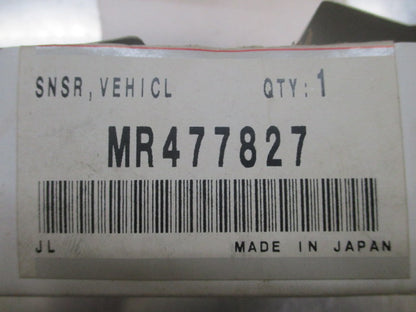 SNSR, VEHICL QTY: 1
MR477827
JL MADE IN JAPAN